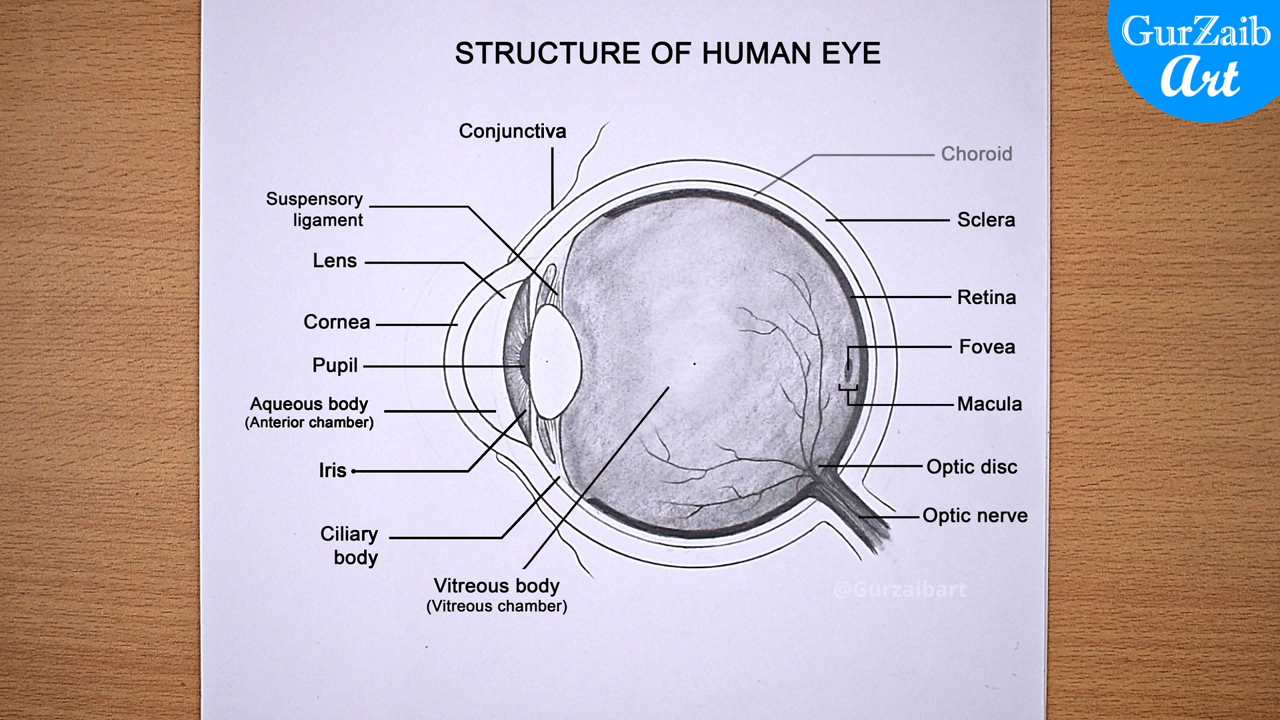 GurZaib
Art
STRUCTURE OF HUMAN EYE
Conjunctiva
Suspensory
ligament
Lens
Cornea
Pupil
Aqueous body
(Anterior chamber)
Iris
Ciliary
body
Vitreous body
(Vitreous chamber)
Choroid
Sclera
Retina
Fovea
Macula
Optic disc
Optic nerve
@Gurzaibart